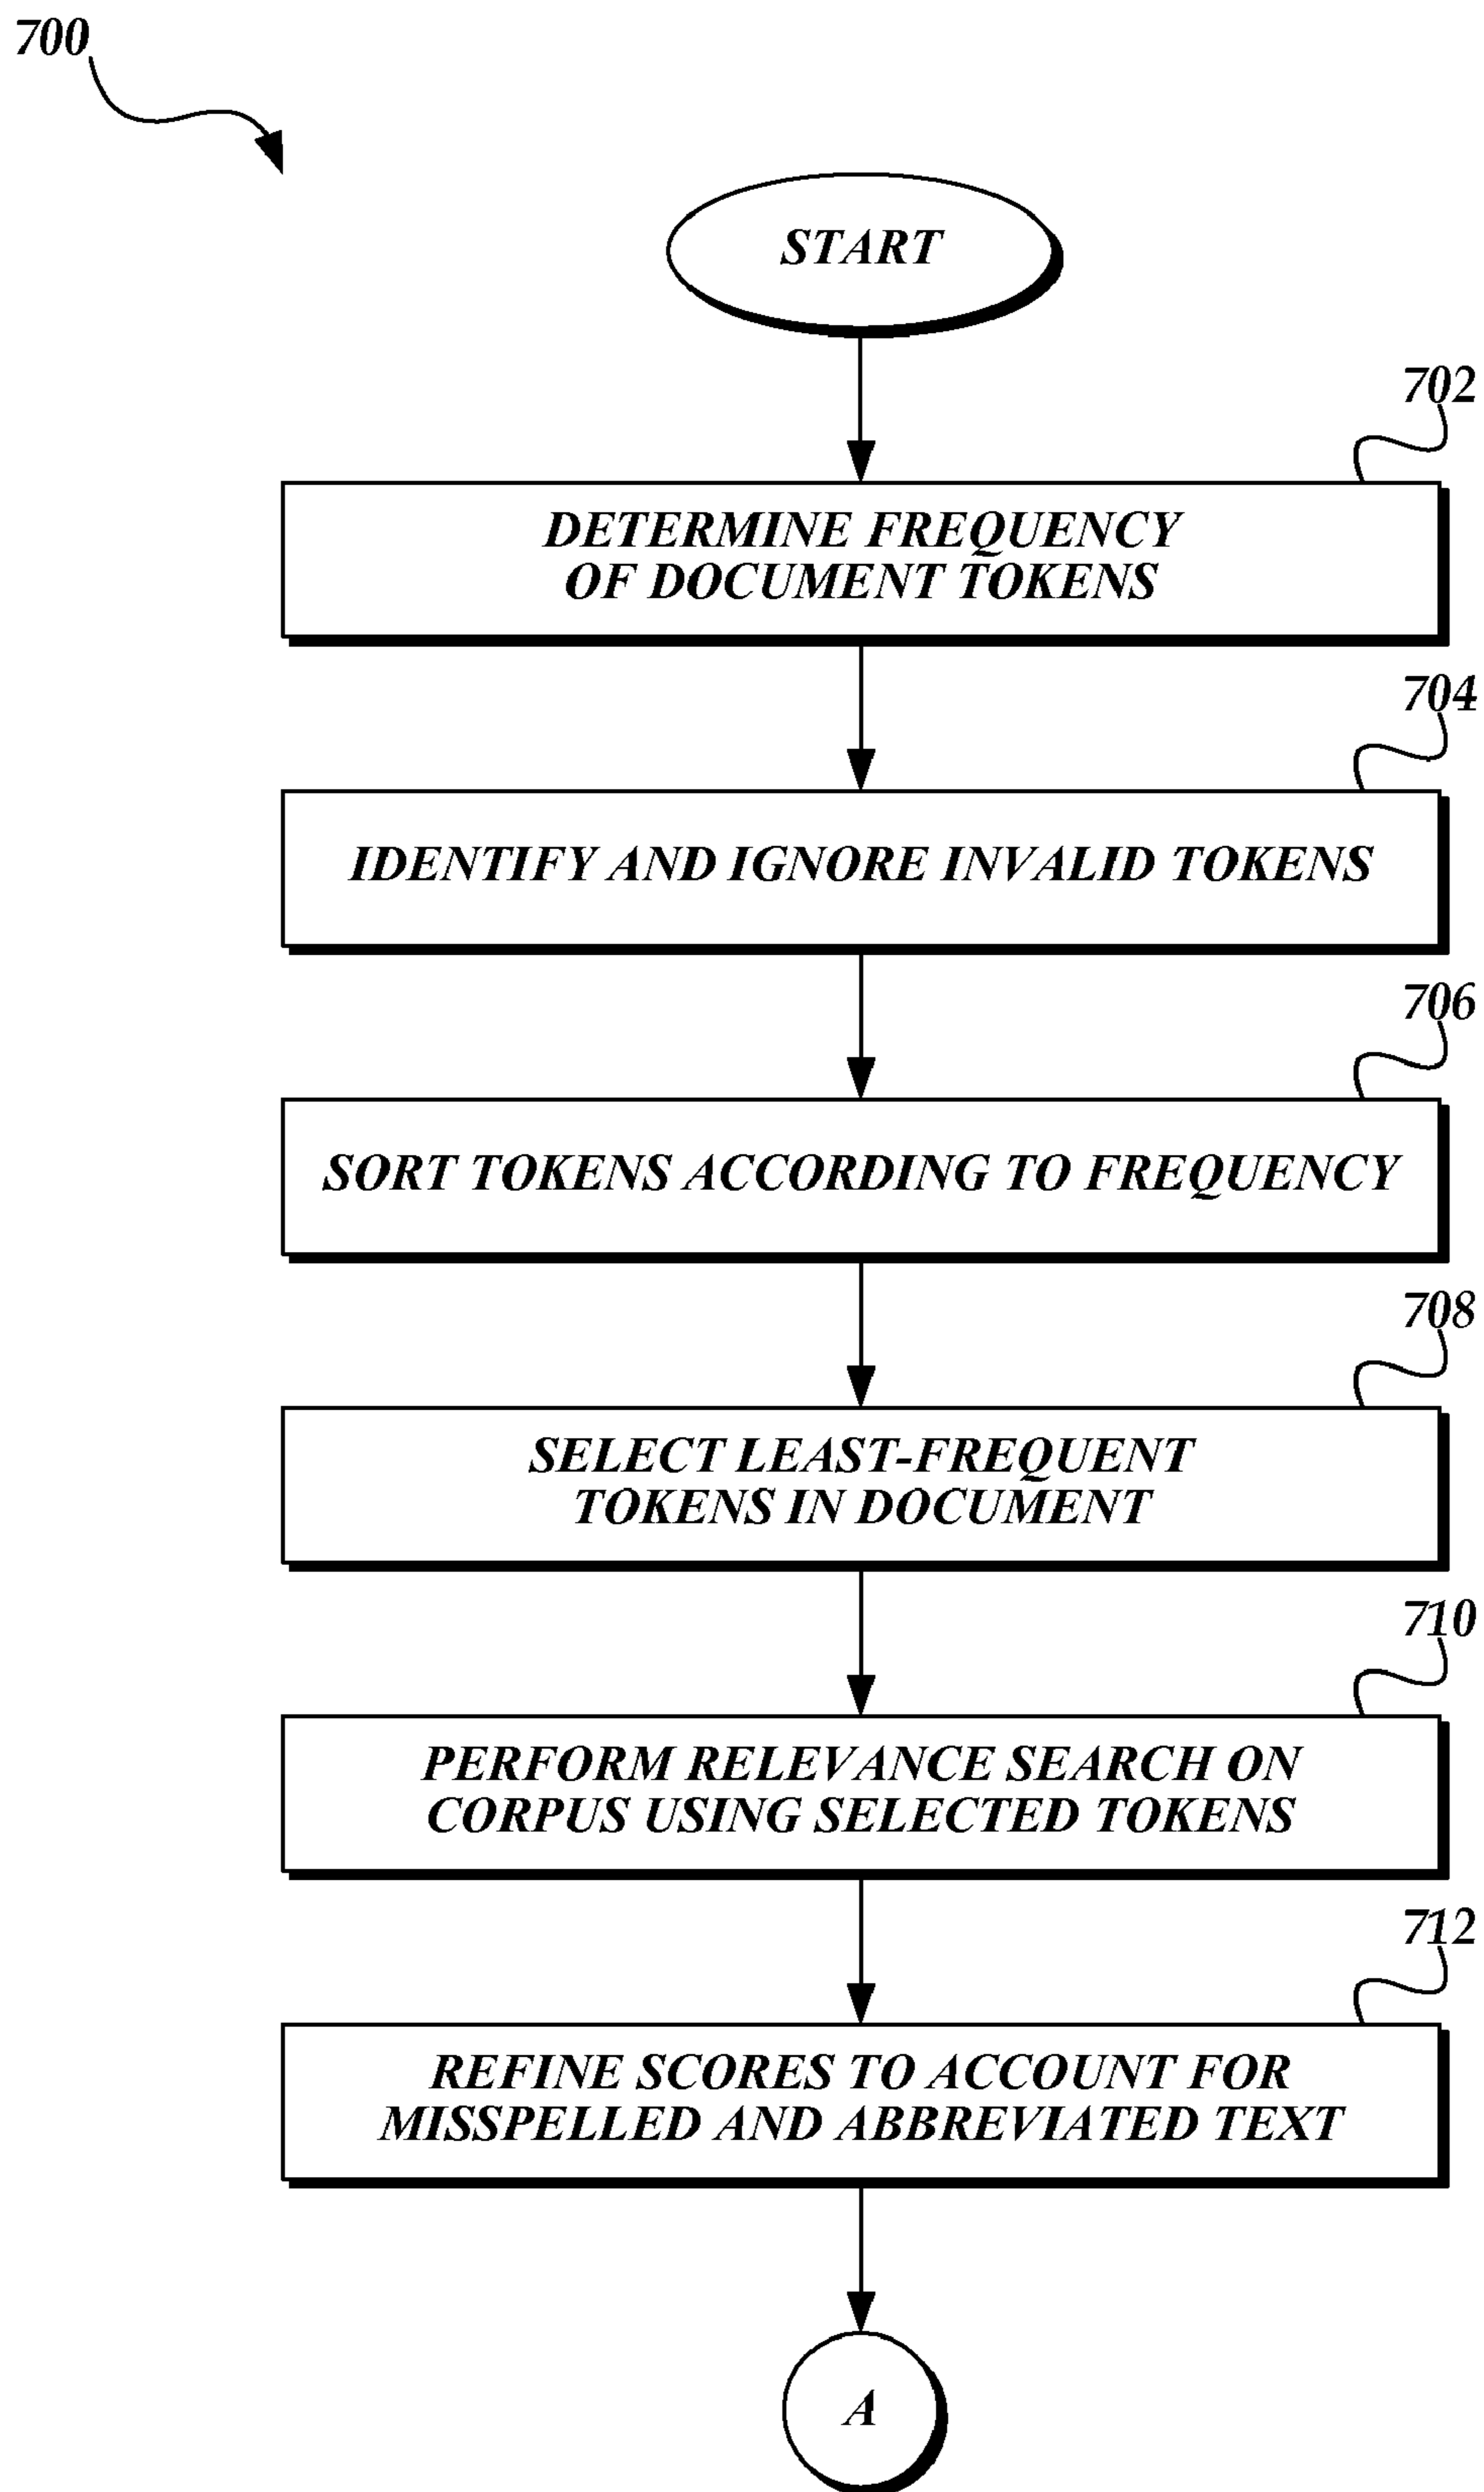 700
START
702
DETERMINE FREQUENCY
OF DOCUMENT TOKENS
704
IDENTIFY AND IGNORE INVALID TOKENS
706
SORT TOKENS ACCORDING TO FREQUENCY
708
SELECT LEAST-FREQUENT
TOKENS IN DOCUMENT
710
PERFORM RELEVANCE SEARCH ON
CORPUS USING SELECTED TOKENS
712
REFINE SCORES TO ACCOUNT FOR
MISSPELLED AND ABBREVIATED TEXT
A